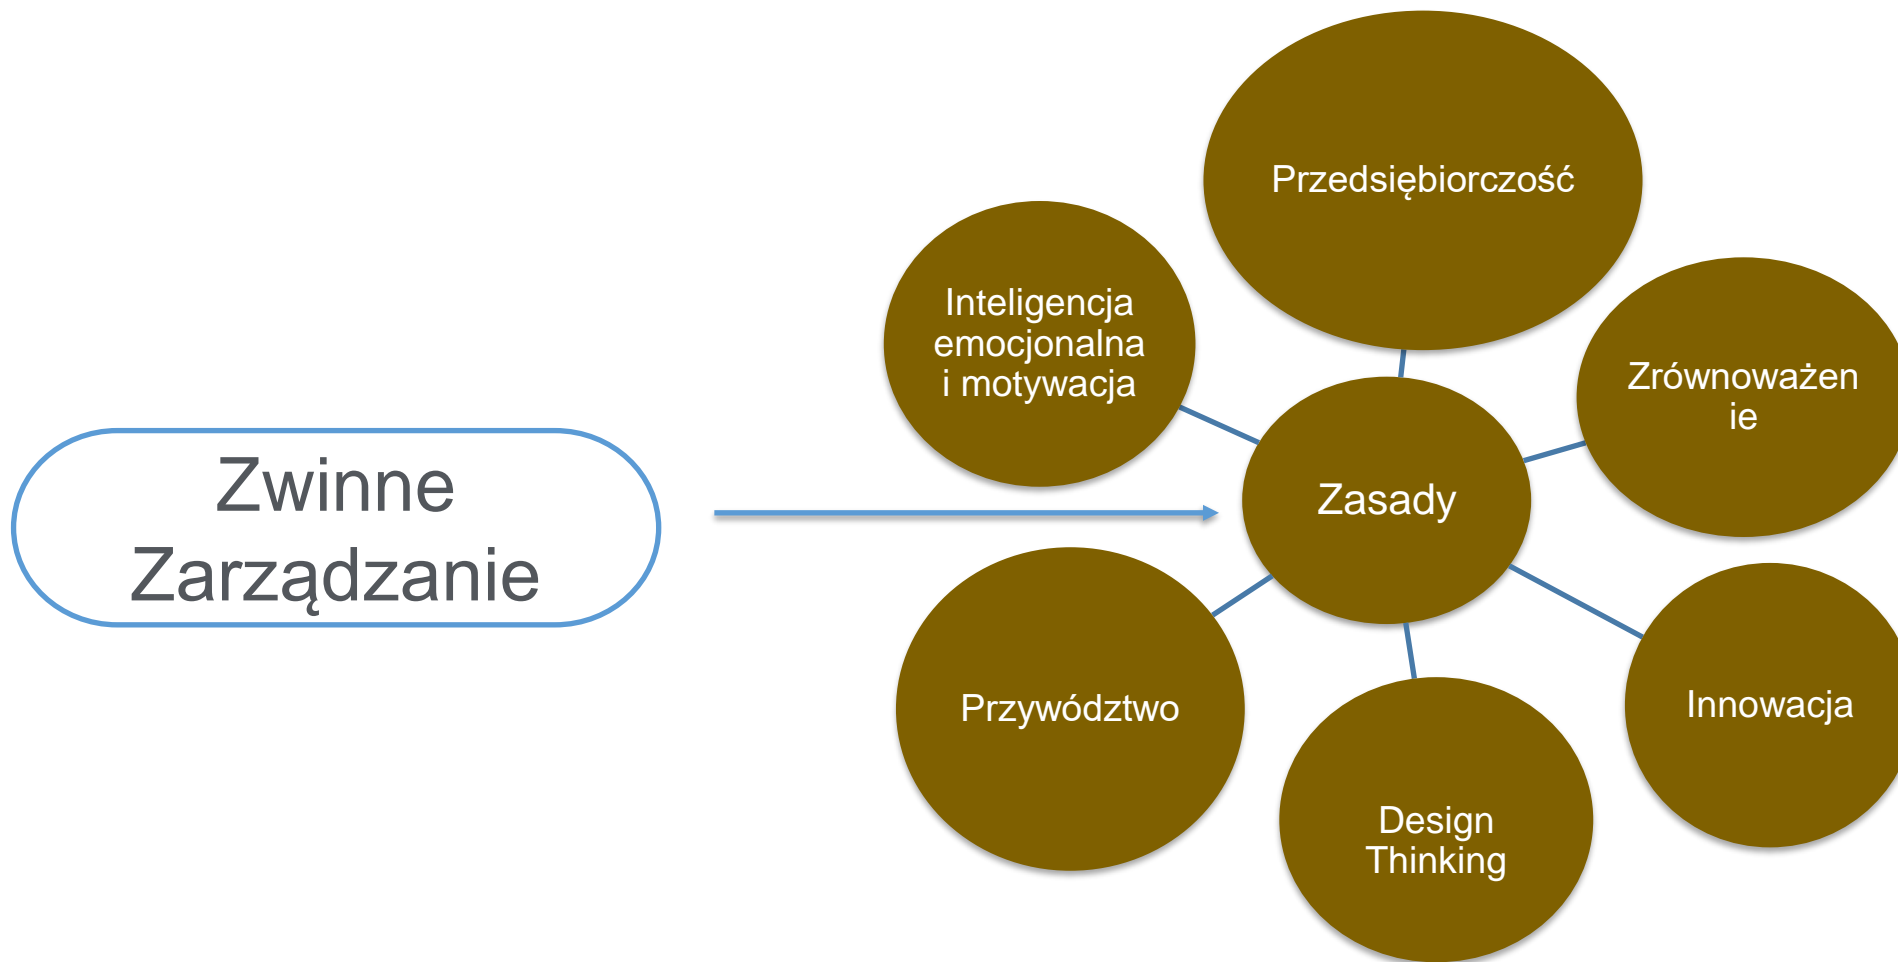 Zwinne
Zarządzanie
Przedsiębiorczość
Inteligencja
emocjonalna
i motywacja
Zrównoważen
ie
Zasady
Przywództwo
Innowacja
Design
Thinking